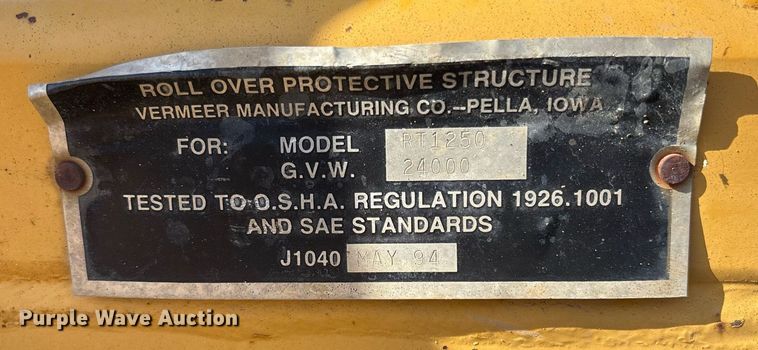 ROLL OVER PROTECTIVE STRUCTURE
VERMEER MANUFACTURING CO.--PELLA, IOWA
FOR: MODEL RT1250
G.V.W. 24000
TESTED TO O.S.H.A. REGULATION 1926.1001
AND SAE STANDARDS
J1040 MAY 94
Purple Wave Auction